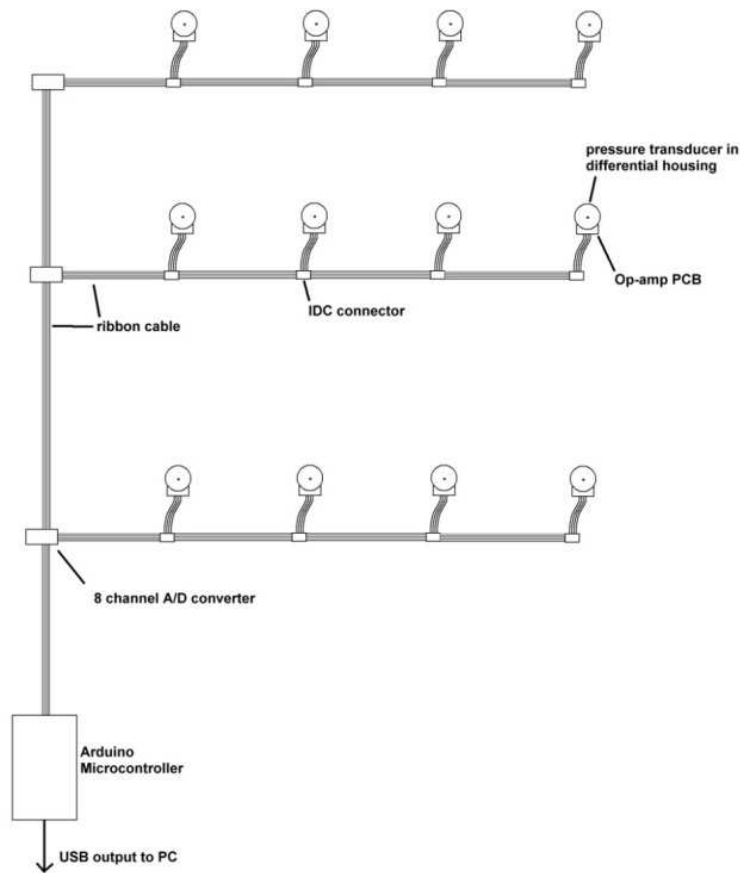 pressure transducer in
differential housing
Op-amp PCB
IDC connector
ribbon cable
8 channel A/D converter
Arduino
Microcontroller
USB output to PC